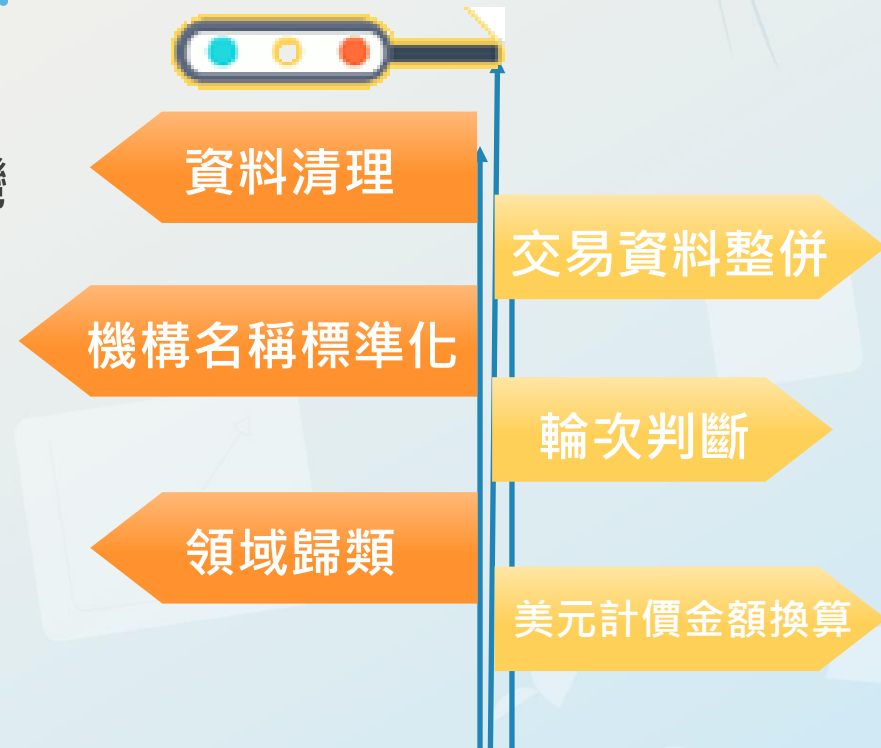 資料清理
交易資料整併
機構名稱標準化
輪次判斷
領域歸類
美元計價金額換算